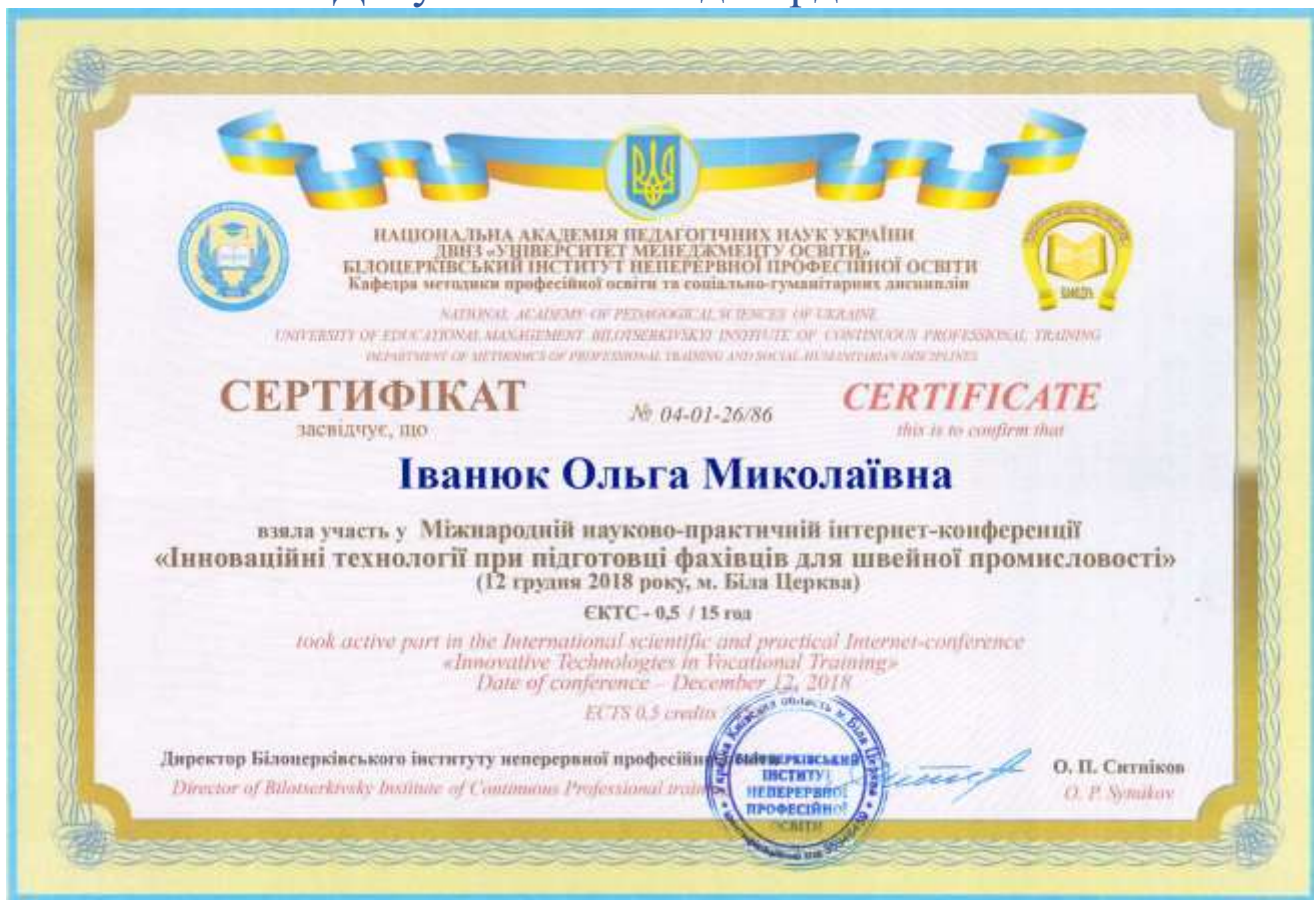 НАЦІОНАЛЬНА АКАДЕМІЯ ПЕДАГОГІЧНИХ НАУК УКРАЇНИ
ДВНЗ «УНІВЕРСИТЕТ МЕНЕДЖМЕНТУ ОСВІТИ»
БІЛОЦЕРКІВСЬКИЙ ІНСТИТУТ НЕПЕРЕРВНОЇ ПРОФЕСІЙНОЇ ОСВІТИ
Кафедра методики професійної освіти та соціально-гуманітарних дисциплін
NATIONAL ACADEMY OF PEDAGOGICAL SCIENCES OF UKRAINE
UNIVERSITY OF EDUCATIONAL MANAGEMENT BILOTSERKIVSKYI INSTITUTE OF CONTINUOUS PROFESSIONAL TRAINING
DEPARTMENT OF METHODICS OF PROFESSIONAL TRAINING AND SOCIAL-HUMANITARIAN DISCIPLINES
СЕРТИФІКАТ № 04-01-26/86 CERTIFICATE
засвідчує, що this is to confirm that
Іванюк Ольга Миколаївна
взяла участь у Міжнародній науково-практичній інтернет-конференції
«Інноваційні технології при підготовці фахівців для швейної промисловості»
(12 грудня 2018 року, м. Біла Церква)
ЄКТС - 0,5 / 15 год
took active part in the International scientific and practical Internet-conference
«Innovative Technologies in Vocational Training»
Date of conference – December 12, 2018
ECTS 0,5 credits
Директор Білоцерківського інституту неперервної професійної О. П. Ситніков
Director of Bilotserkivsky Institute of Continuous Professional O. P. Sytnikov
Україна Київська область м. Біла Церква
БІЛОЦЕРКІВСЬКИЙ
ІНСТИТУТ
НЕПЕРЕРВНОЇ
ПРОФЕСІЙНОЇ
ОСВІТИ